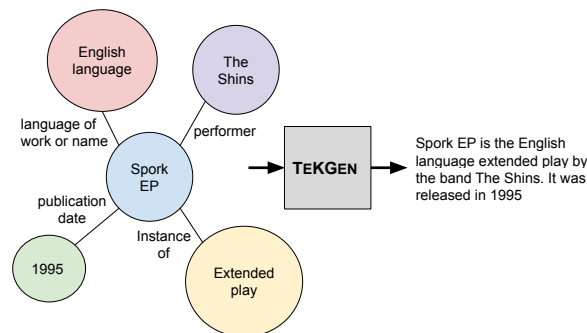 English
language
The
Shins
language of
work or name
performer
Spork
EP
TEKGEN
Spork EP is the English
language extended play by
the band The Shins. It was
released in 1995
publication
date
Instance
of
1995
Extended
play